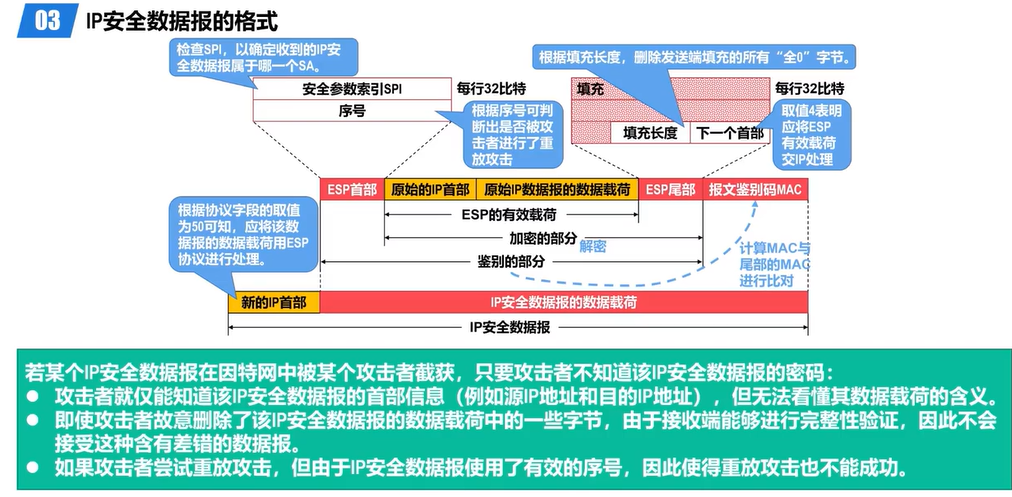 03 IP安全数据报的格式
检查SPI，以确定收到的IP安
全数据报属于哪一个SA。
安全参数索引SPI
每行32比特
序号
根据序号可判
断出是否被攻
击者进行了重
放攻击
根据填充长度，删除发送端填充的所有“全0”字节。
填充
每行32比特
填充长度
下一个首部
取值4表明
应将ESP
有效载荷
交IP处理
ESP首部
原始的IP首部
原始IP数据报的数据载荷
ESP尾部
报文鉴别码MAC
ESP的有效载荷
加密的部分
解密
鉴别的部分
计算MAC与
尾部的MAC
进行比对
根据协议字段的取值
为50可知，应将该数
据报的数据载荷用ESP
协议进行处理。
新的IP首部
IP安全数据报的数据载荷
IP安全数据报
若某个IP安全数据报在因特网中被某个攻击者截获，只要攻击者不知道该IP安全数据报的密码：
● 攻击者就仅能知道该IP安全数据报的首部信息（例如源IP地址和目的IP地址），但无法看懂其数据载荷的含义。
● 即使攻击者故意删除了该IP安全数据报的数据载荷中的一些字节，由于接收端能够进行完整性验证，因此不会
接受这种含有差错的数据报。
● 如果攻击者尝试重放攻击，但由于IP安全数据报使用了有效的序号，因此使得重放攻击也不能成功。